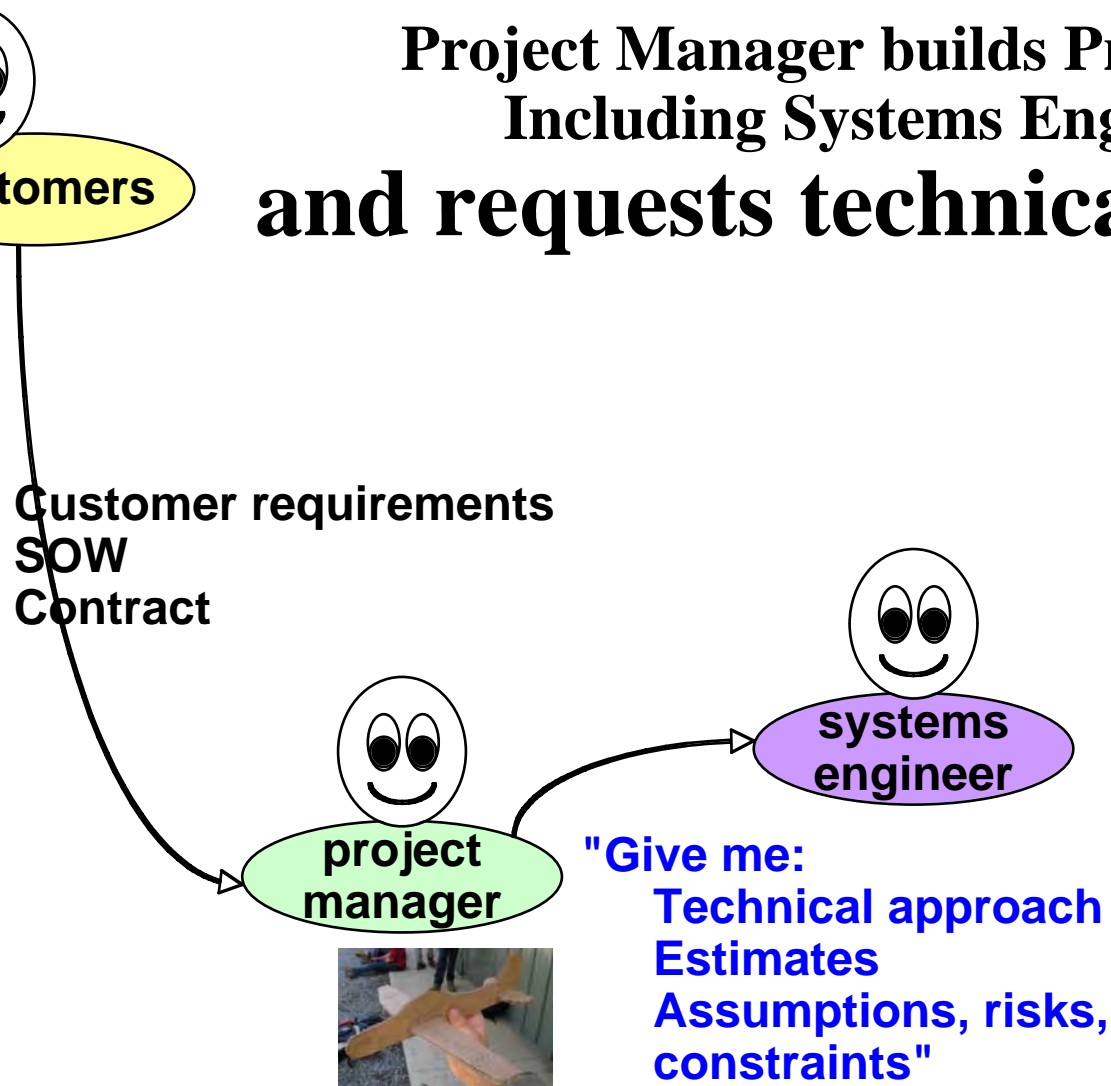 Project Manager builds Pr
Including Systems Eng
and requests technica
tomers
Customer requirements
SOW
Contract
systems
engineer
project
manager
"Give me:
Technical approach
Estimates
Assumptions, risks,
constraints"